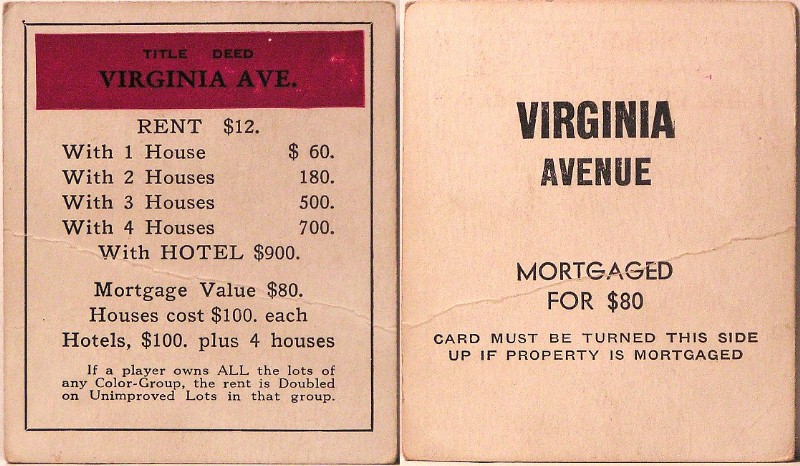 TITLE DEED
VIRGINIA AVE.
RENT $12.
With 1 House $ 60.
With 2 Houses 180.
With 3 Houses 500.
With 4 Houses 700.
With HOTEL $900.
Mortgage Value $80.
Houses cost $100. each
Hotels, $100. plus 4 houses
If a player owns ALL the lots of
any Color-Group, the rent is Doubled
on Unimproved Lots in that group.
VIRGINIA
AVENUE
MORTGAGED
FOR $80
CARD MUST BE TURNED THIS SIDE
UP IF PROPERTY IS MORTGAGED